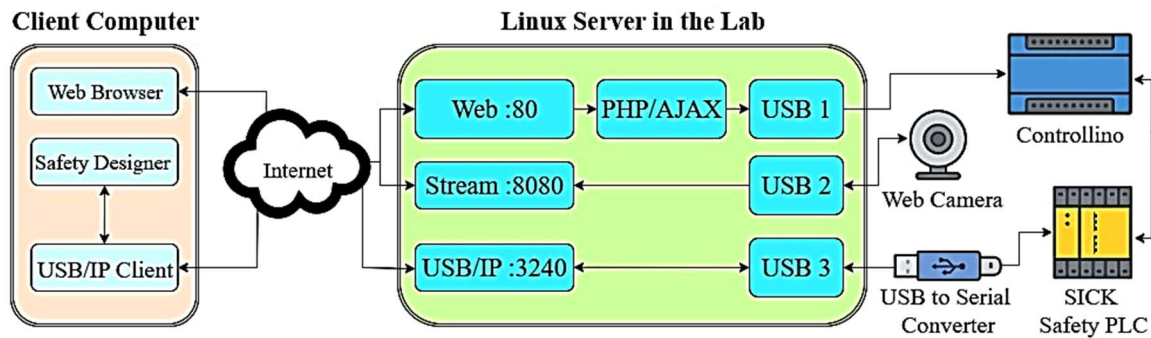 Client Computer
Linux Server in the Lab
Web Browser
Safety Designer
USB/IP Client
Internet
Web :80
PHP/AJAX
USB 1
Stream :8080
USB 2
USB/IP :3240
USB 3
Controllino
Web Camera
USB to Serial
Converter
SICK
Safety PLC